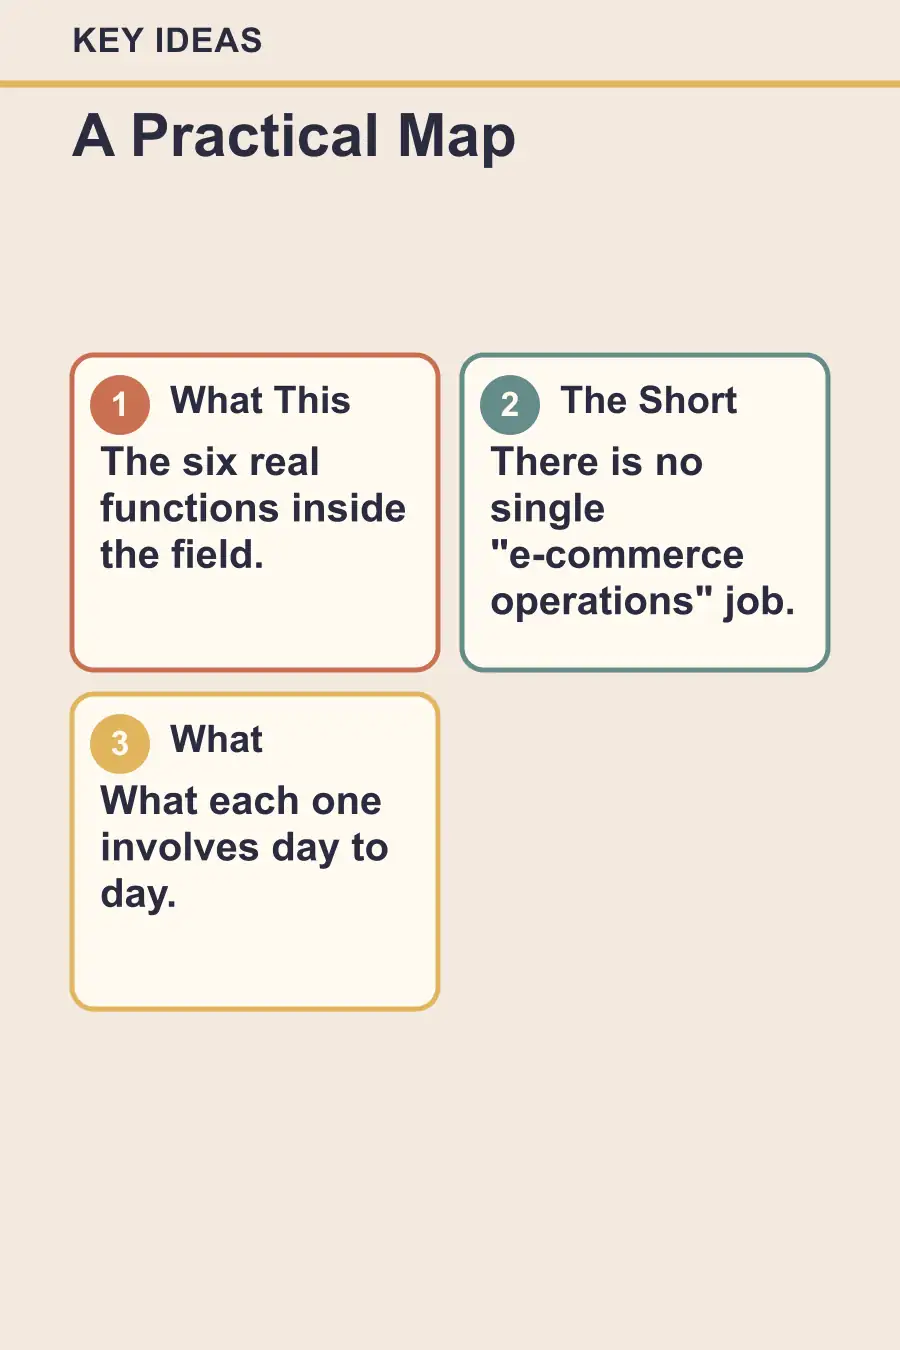 KEY IDEAS
A Practical Map
1 What This
The six real
functions inside
the field.
2 The Short
There is no
single
"e-commerce
operations" job.
3 What
What each one
involves day to
day.